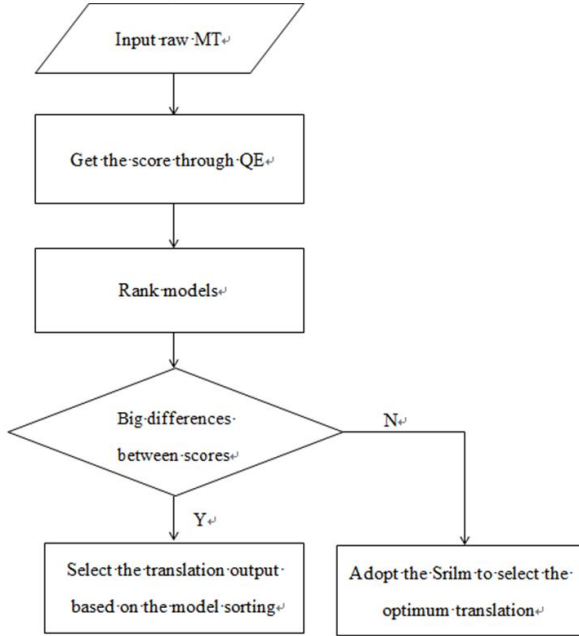 Input raw MT
Get the score through QE
Rank models
Big differences
between scores
N
Y
Select the translation output
based on the model sorting
Adopt the Srilm to select the
optimum translation